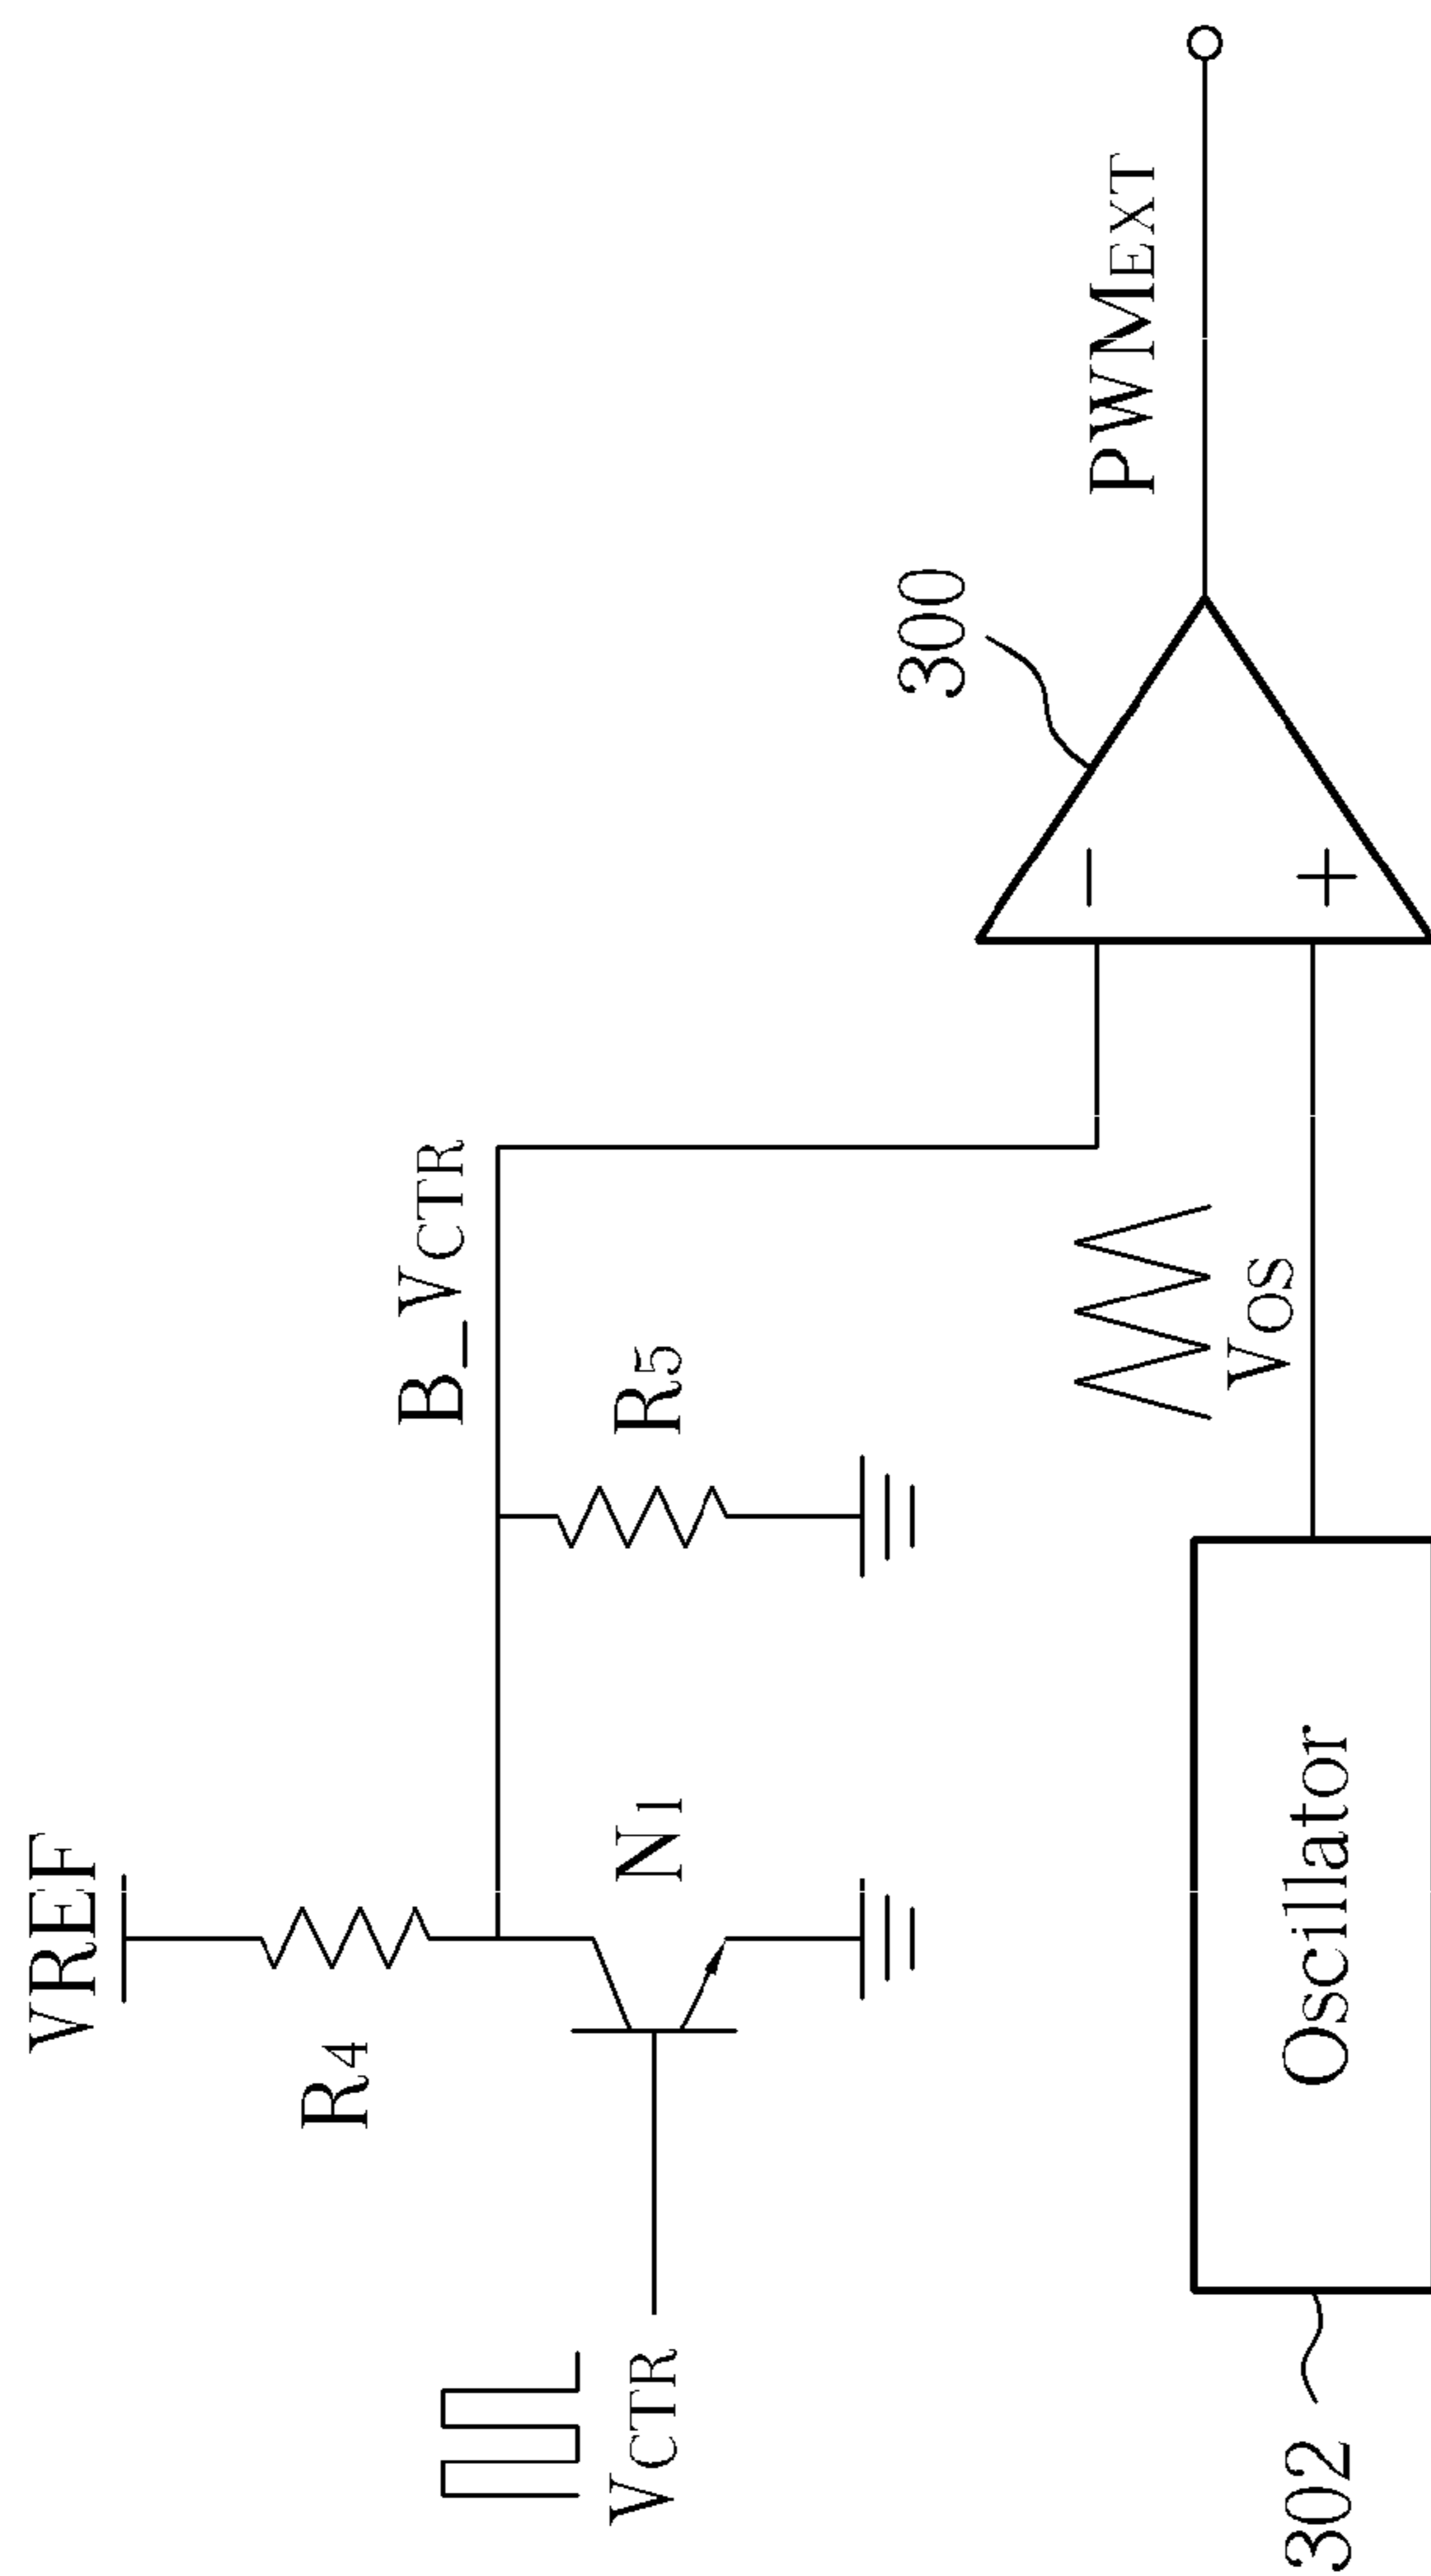 VREF
R4
B_VCTR
VCTR
N1
R5
300
PWMEXT
VOS
302
Oscillator
−
+